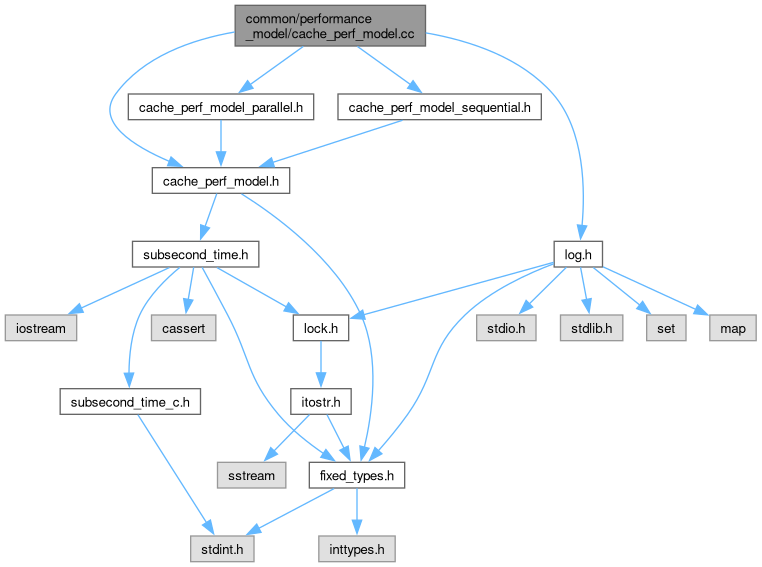 common/performance
_model/cache_perf_model.cc
cache_perf_model_parallel.h
cache_perf_model_sequential.h
cache_perf_model.h
subsecond_time.h
log.h
iostream
cassert
lock.h
stdio.h
stdlib.h
set
map
subsecond_time_c.h
itostr.h
sstream
fixed_types.h
stdint.h
inttypes.h